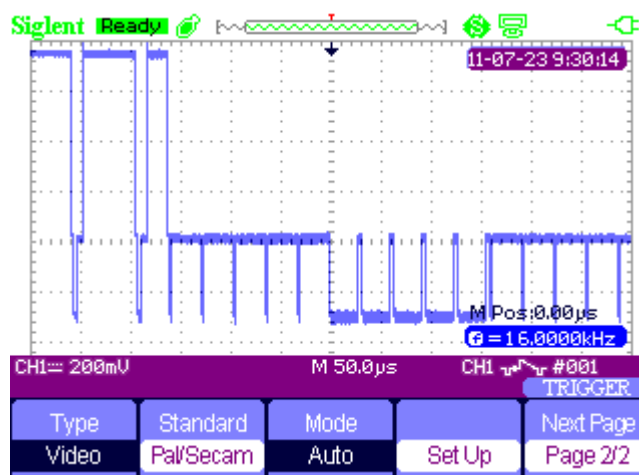 Siglent Ready
11-07-23 9:30:14
M Pos:0.00µs
f = 16.0000kHz
CH1 200mV M 50.0µs CH1 #001
TRIGGER
Type Standard Mode Next Page
Video Pal/Secam Auto Set Up Page 2/2